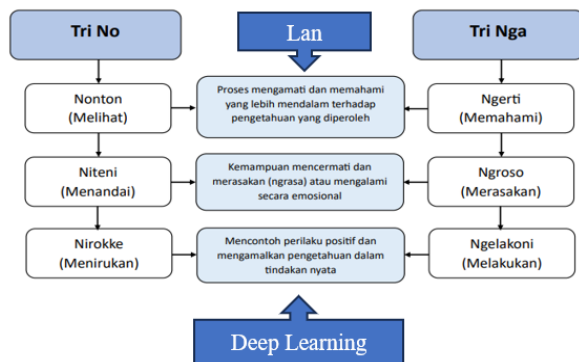 Tri No
Lan
Tri Nga
Nonton
(Melihat)
Proses mengamati dan memahami
yang lebih mendalam terhadap
pengetahuan yang diperoleh
Ngerti
(Memahami)
Niteni
(Menandai)
Kemampuan mencermati dan
merasakan (ngrasa) atau mengalami
secara emosional
Ngroso
(Merasakan)
Nirokke
(Menirukan)
Mencontoh perilaku positif dan
mengamalkan pengetahuan dalam
tindakan nyata
Ngelakoni
(Melakukan)
Deep Learning